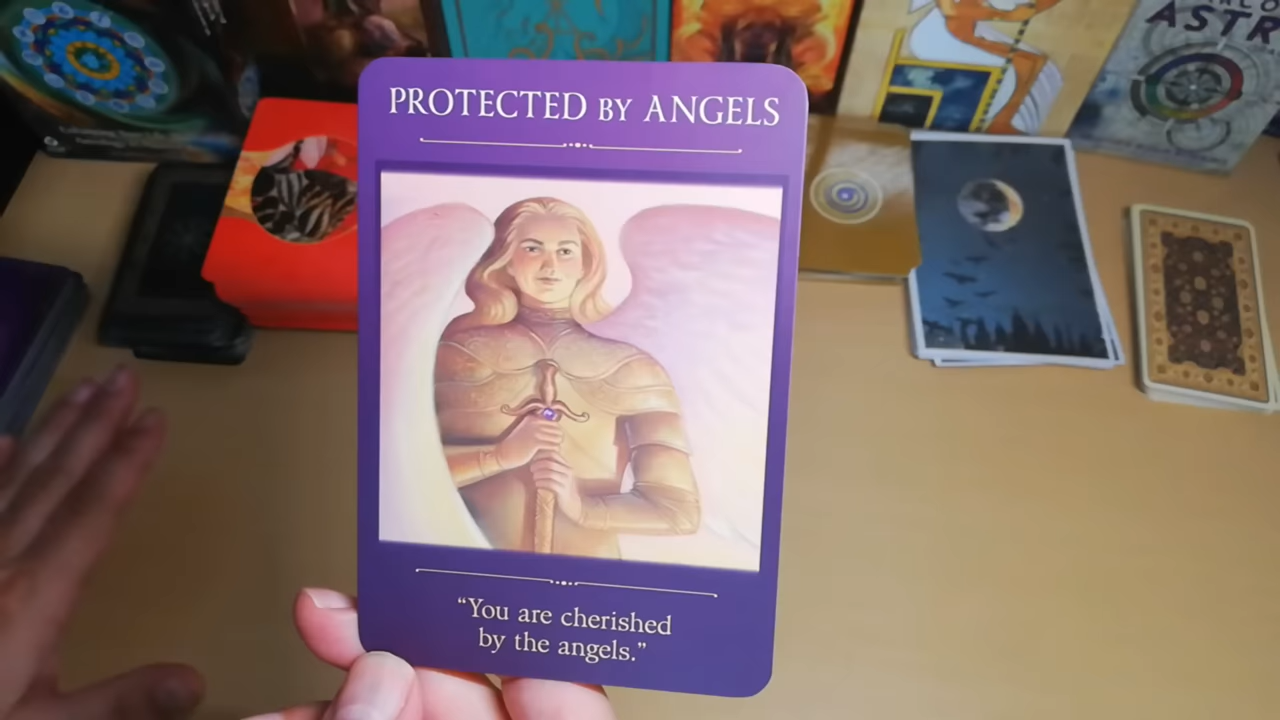 PROTECTED BY ANGELS
“You are cherished
by the angels.”
ASTR